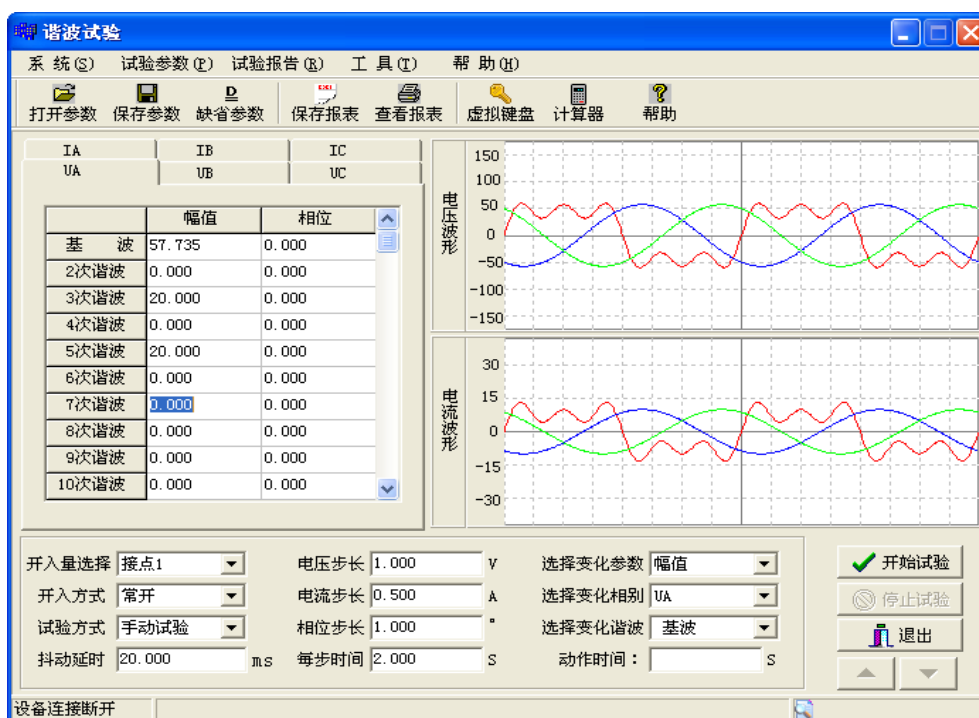 谐波试验
系 统(S) 试验参数(P) 试验报告(R) 工 具(T) 帮 助(H)
打开参数 保存参数 缺省参数 保存报表 查看报表 虚拟键盘 计算器 帮助
IA IB IC
UA UB UC
幅值 相位
基 波 57.735 0.000
2次谐波 0.000 0.000
3次谐波 20.000 0.000
4次谐波 0.000 0.000
5次谐波 20.000 0.000
6次谐波 0.000 0.000
7次谐波 0.000 0.000
8次谐波 0.000 0.000
9次谐波 0.000 0.000
10次谐波 0.000 0.000
电压波形
150
100
50
0
-50
-100
-150
电流波形
30
15
0
-15
-30
开入量选择 接点1 电压步长 1.000 V 选择变化参数 幅值
开入方式 常开 电流步长 0.500 A 选择变化相别 UA
试验方式 手动试验 相位步长 1.000 ° 选择变化谐波 基波
抖动延时 20.000 ms 每步时间 2.000 S 动作时间： S
开始试验
停止试验
退出
设备连接断开